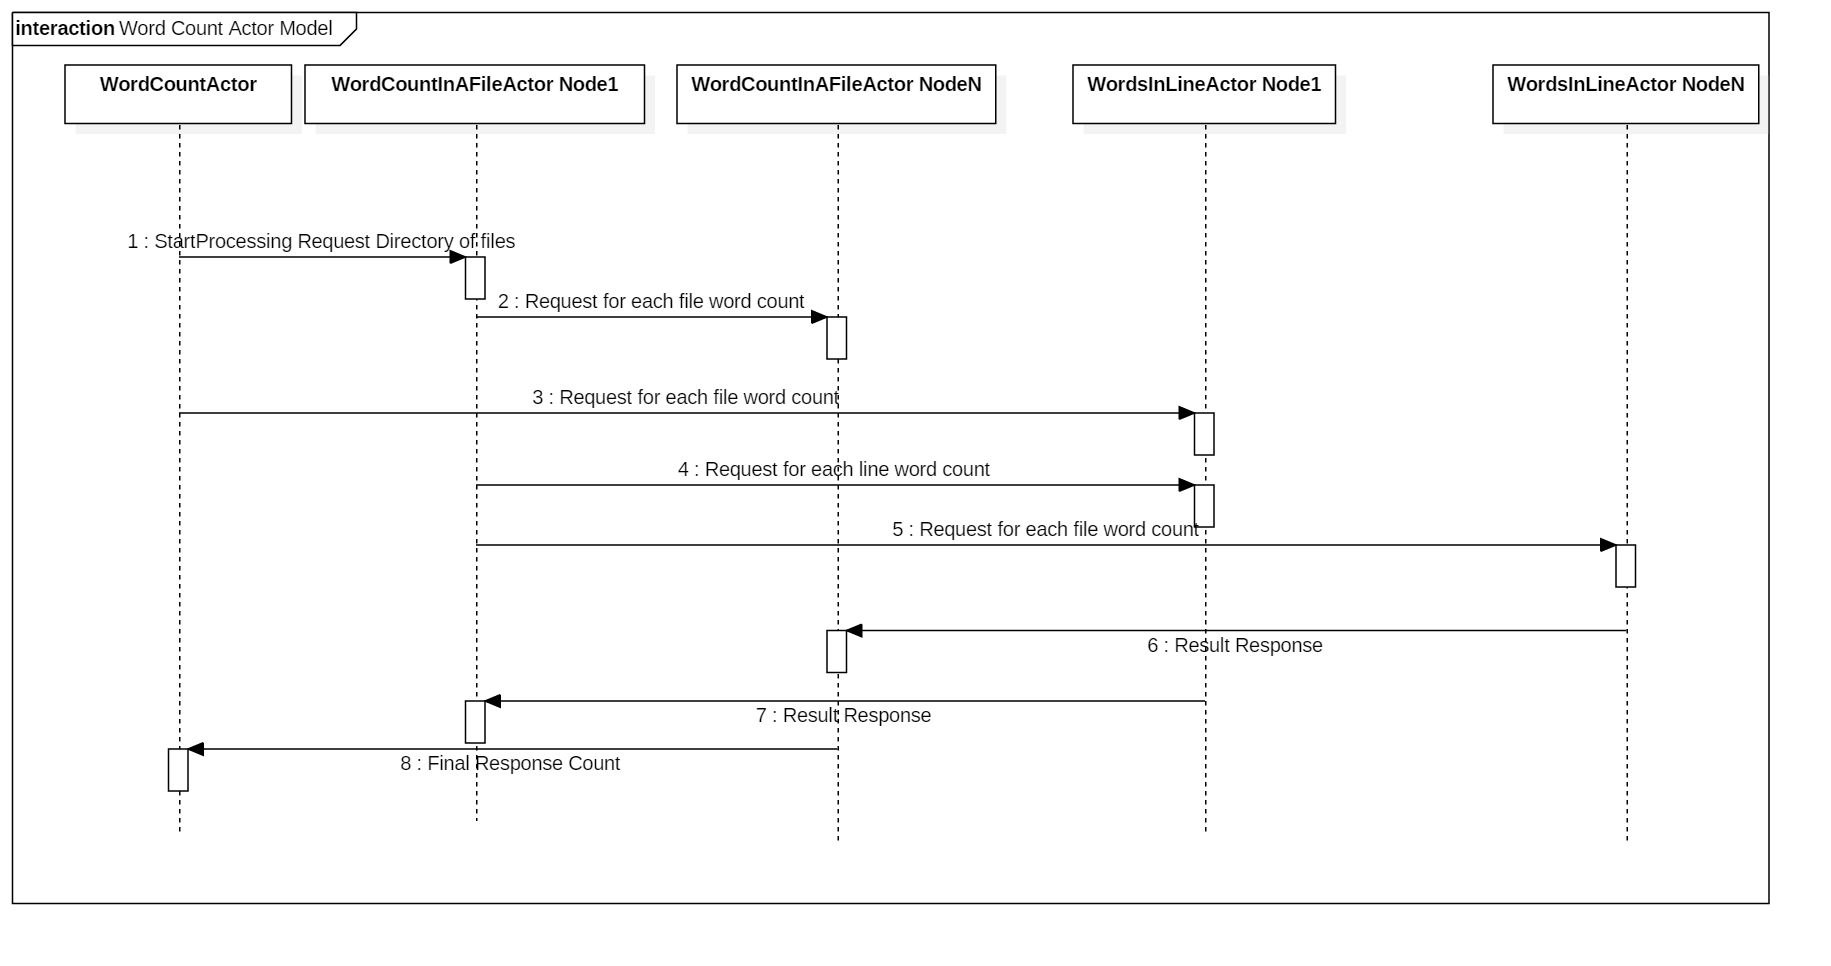 interaction Word Count Actor Model
WordCountActor
WordCountInAFileActor Node1
WordCountInAFileActor NodeN
WordsInLineActor Node1
WordsInLineActor NodeN
1 : StartProcessing Request Directory of files
2 : Request for each file word count
3 : Request for each file word count
4 : Request for each line word count
5 : Request for each file word count
6 : Result Response
7 : Result Response
8 : Final Response Count